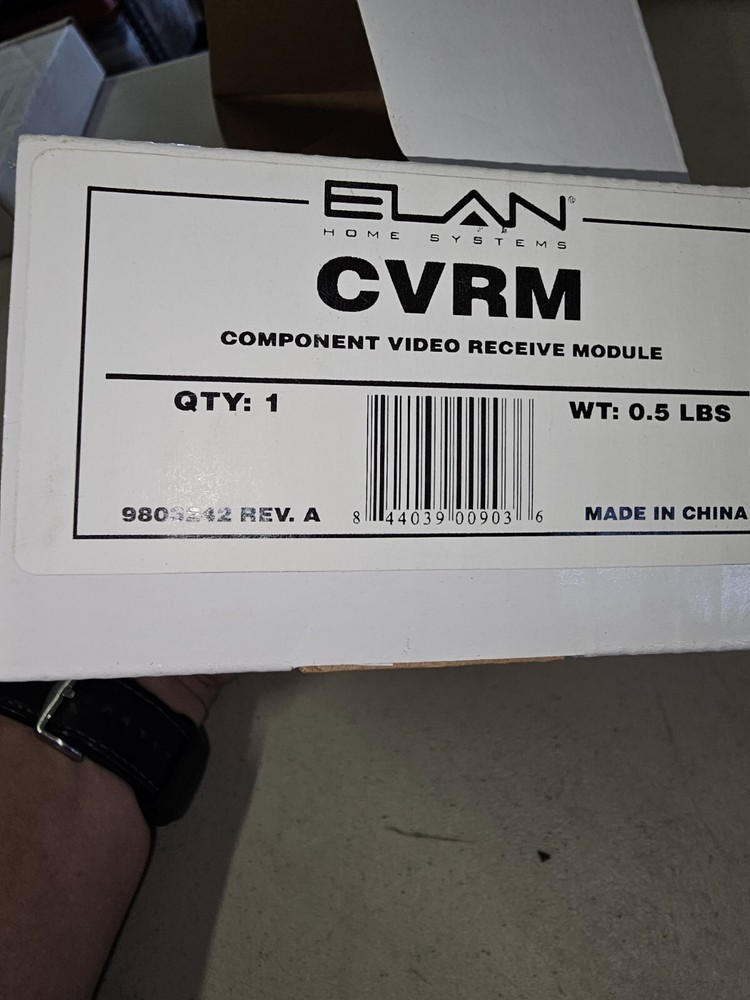 ELAN®
HOME SYSTEMS
CVRM
COMPONENT VIDEO RECEIVE MODULE
QTY: 1
WT: 0.5 LBS
REV. A
8 44039 00903 6
MADE IN CHINA